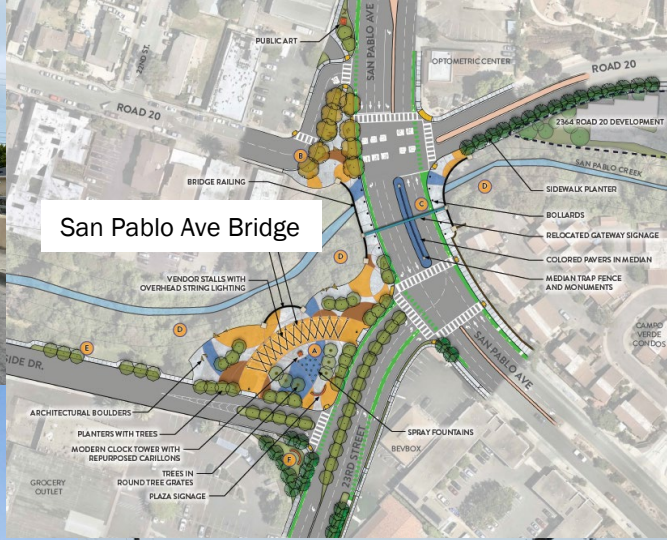 PUBLIC ART
SAN PABLO AVE
22ND ST.
OPTOMETRIC CENTER
ROAD 20
ROAD 20
2364 ROAD 20 DEVELOPMENT
SAN PABLO CREEK
B
BRIDGE RAILING
D
SIDEWALK PLANTER
C
BOLLARDS
San Pablo Ave Bridge
RELOCATED GATEWAY SIGNAGE
D
COLORED PAVERS IN MEDIAN
VENDOR STALLS WITH
OVERHEAD STRING LIGHTING
MEDIAN TRAP FENCE
AND MONUMENTS
D
CAMPO
VERDE
CONDOS
E
A
SAN PABLO AVE
SIDE DR.
ARCHITECTURAL BOULDERS
PLANTERS WITH TREES
SPRAY FOUNTAINS
MODERN CLOCK TOWER WITH
REPURPOSED CARILLONS
BEVBOX
23RD STREET
F
TREES IN
ROUND TREE GRATES
GROCERY
OUTLET
PLAZA SIGNAGE